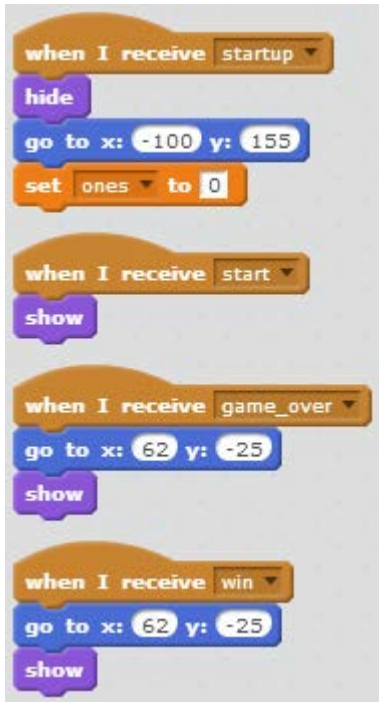 when I receive startup
hide
go to x: -100 y: 155
set ones to 0
when I receive start
show
when I receive game_over
go to x: 62 y: -25
show
when I receive win
go to x: 62 y: -25
show